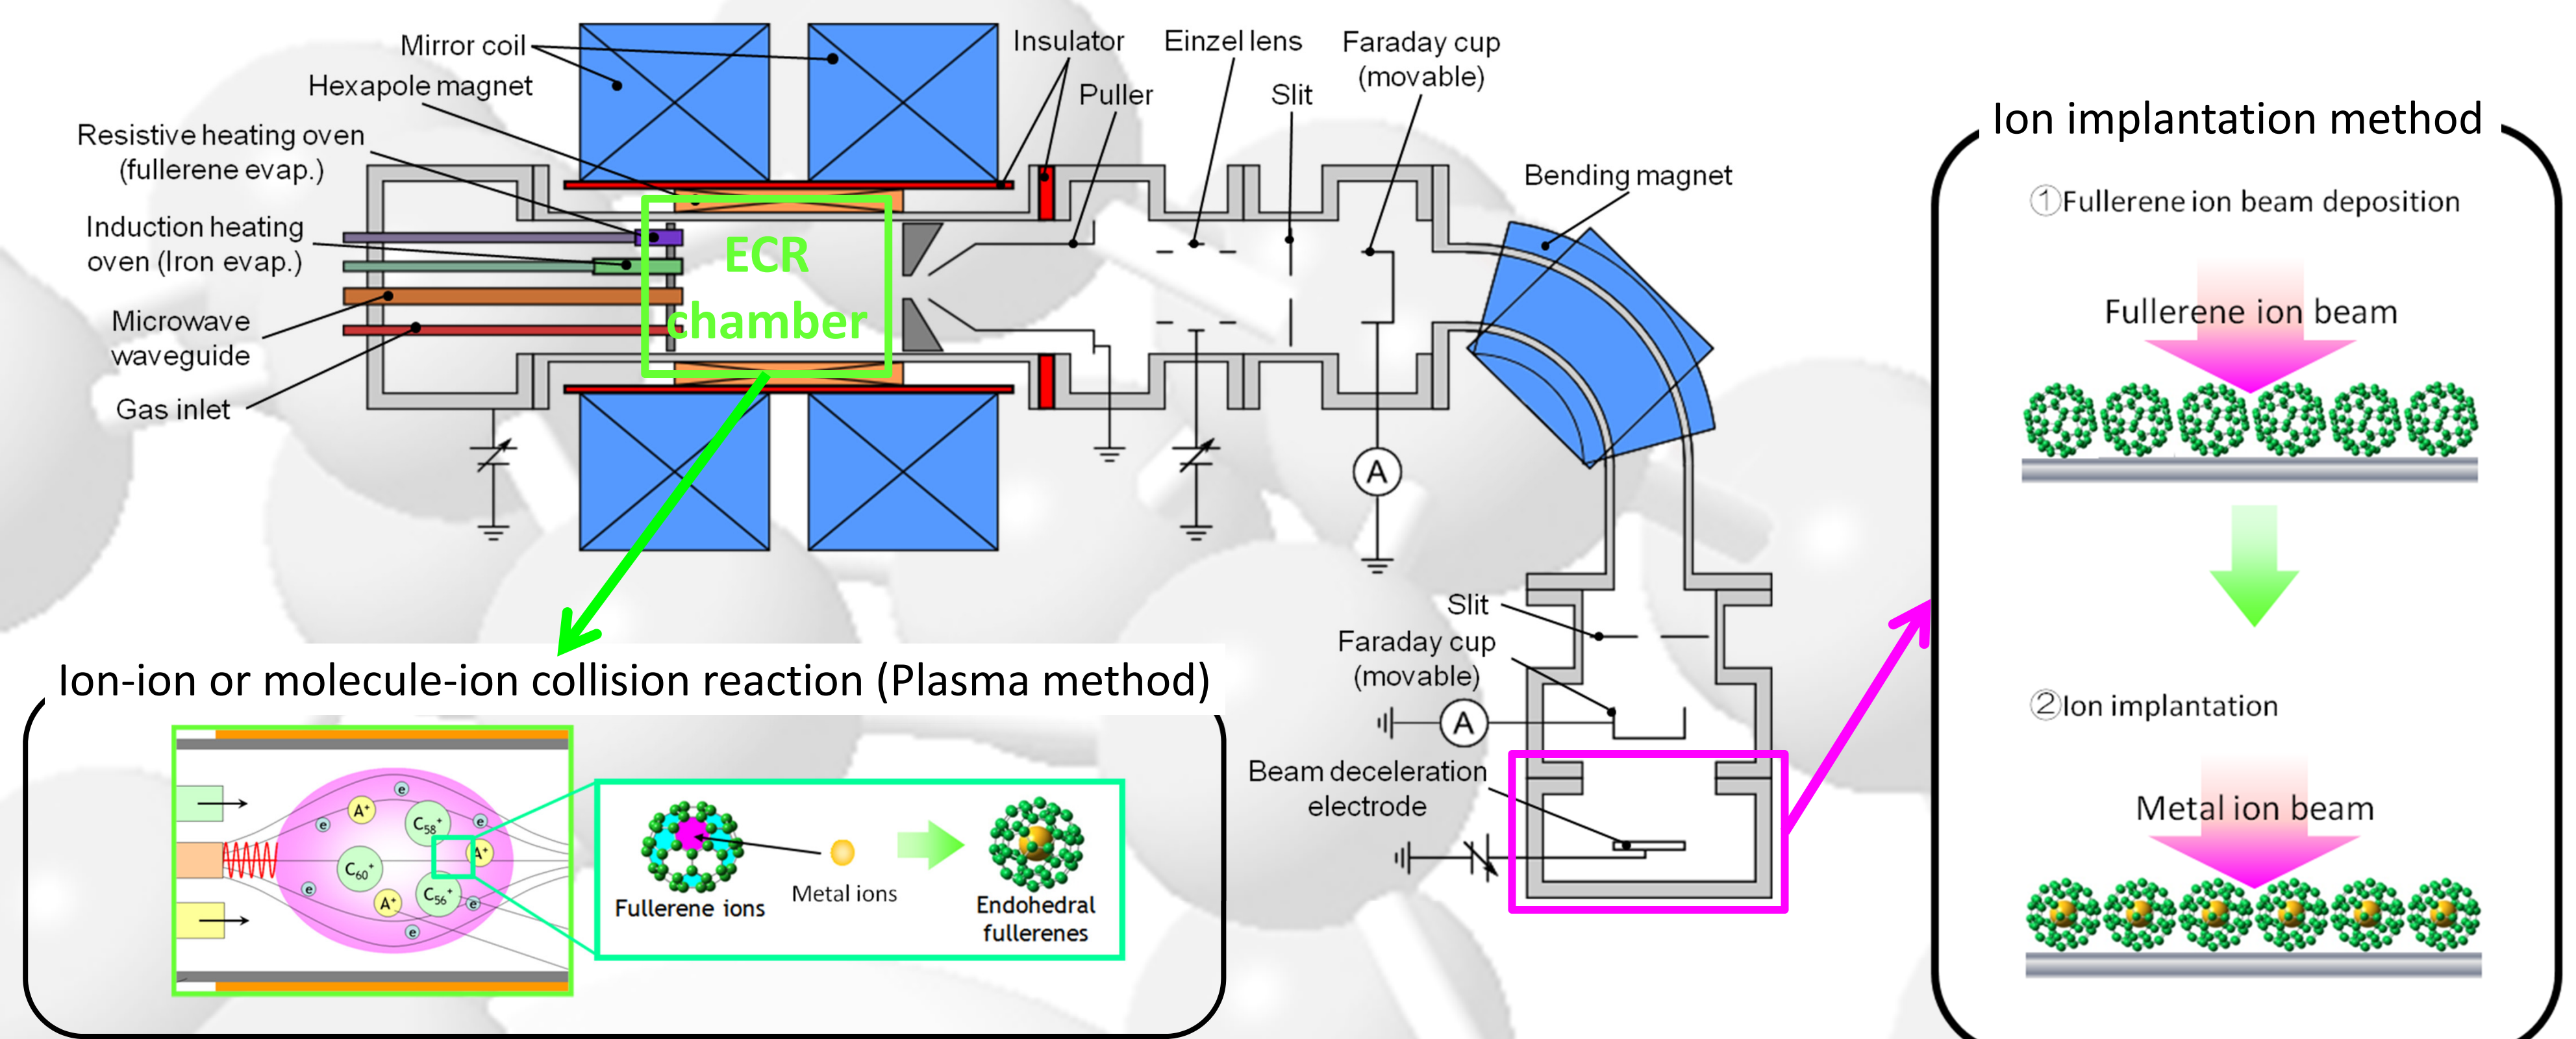 Mirror coil
Hexapole magnet
Resistive heating oven
(fullerene evap.)
Induction heating
oven (Iron evap.)
Microwave
waveguide
Gas inlet
ECR
chamber
Insulator
Puller
Einzel lens
Slit
Faraday cup
(movable)
Bending magnet
A
Slit
Faraday cup
(movable)
A
Beam deceleration
electrode
Ion-ion or molecule-ion collision reaction (Plasma method)
e
A⁺
e
C₅₈⁺
e
A⁺
C₆₀⁺
e
A⁺
C₅₆⁺
e
e
Fullerene ions
Metal ions
Endohedral
fullerenes
Ion implantation method
①Fullerene ion beam deposition
Fullerene ion beam
②Ion implantation
Metal ion beam